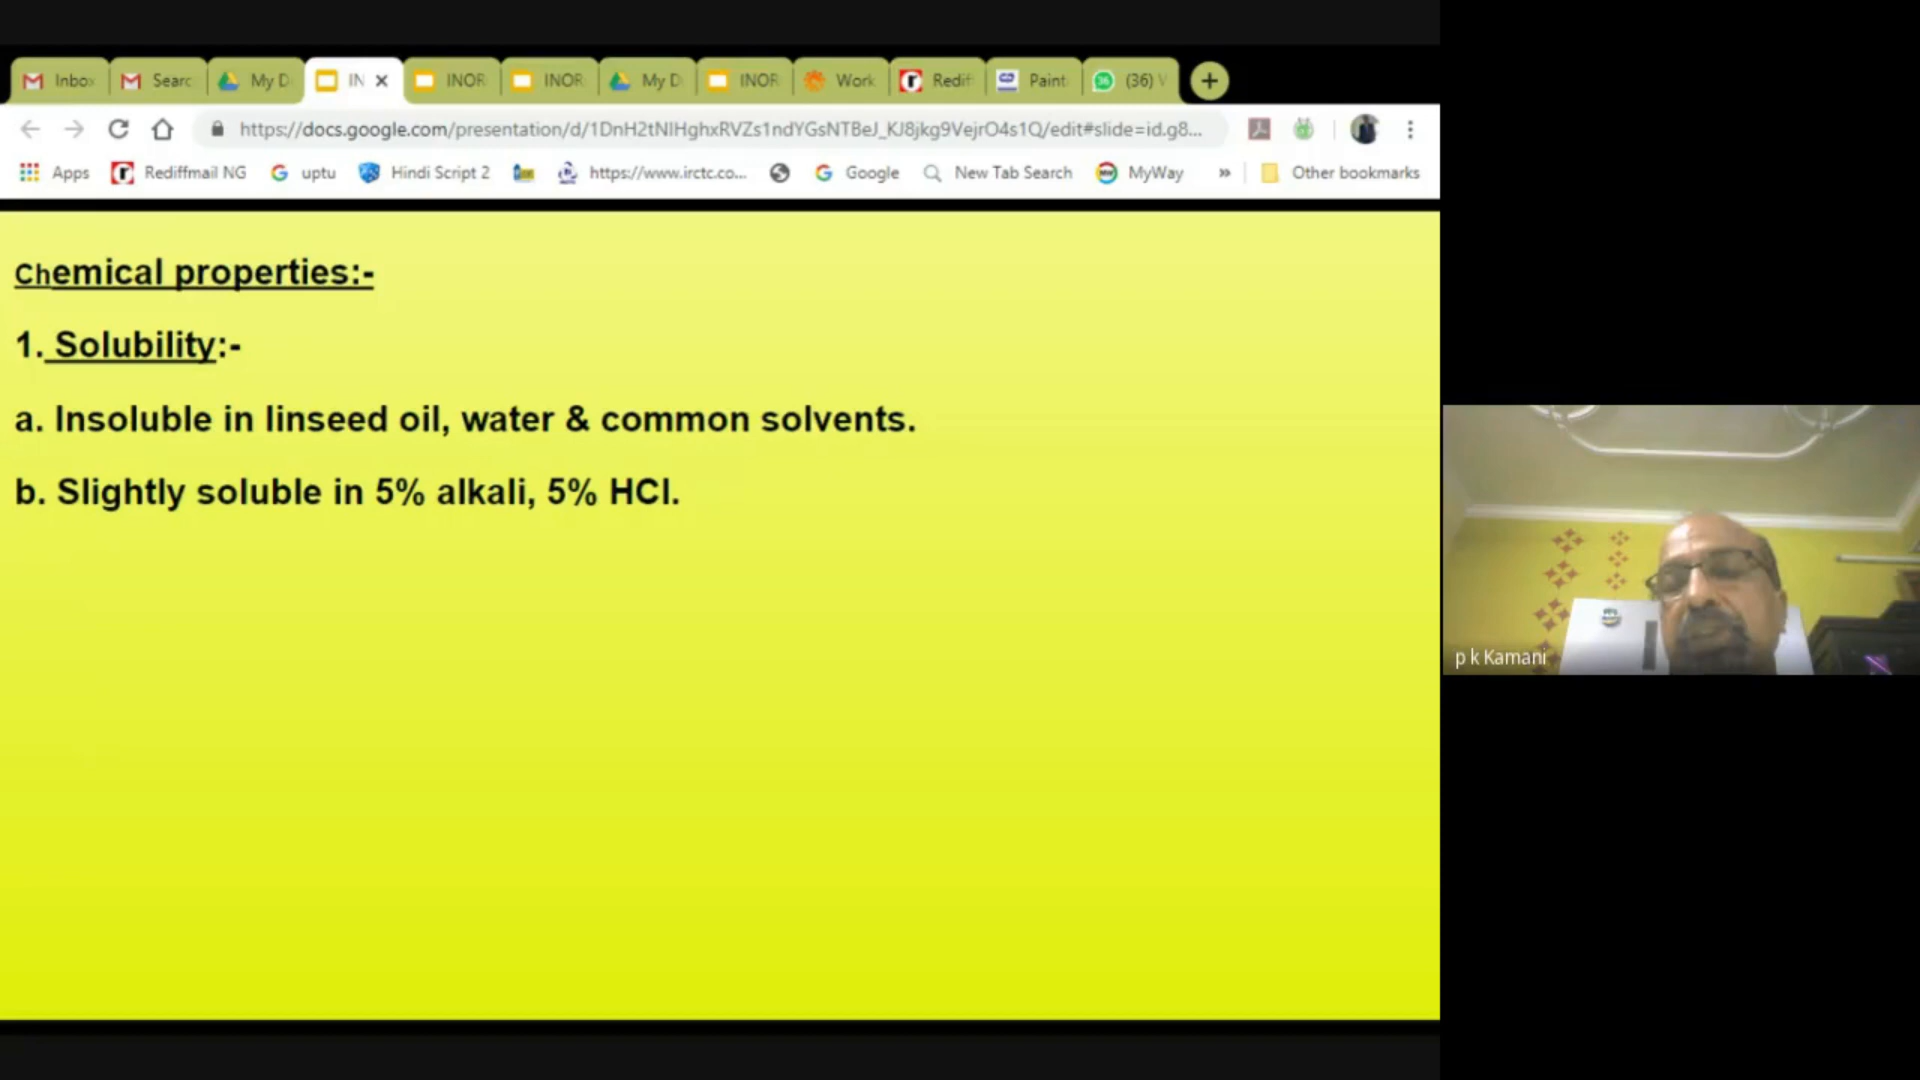 Inbox
Searc
My D
IN
INOR
INOR
My D
INOR
Work
Redif
Paint
(36) V
https://docs.google.com/presentation/d/1DnH2tNlHghxRVZs1ndYGsNTBeJ_KJ8jkg9VejrO4s1Q/edit#slide=id.g8...
Apps
Rediffmail NG
uptu
Hindi Script 2
https://www.irctc.co...
Google
New Tab Search
MyWay
»
Other bookmarks
Chemical properties:-
1. Solubility:-
a. Insoluble in linseed oil, water & common solvents.
b. Slightly soluble in 5% alkali, 5% HCl.
p k Kamani